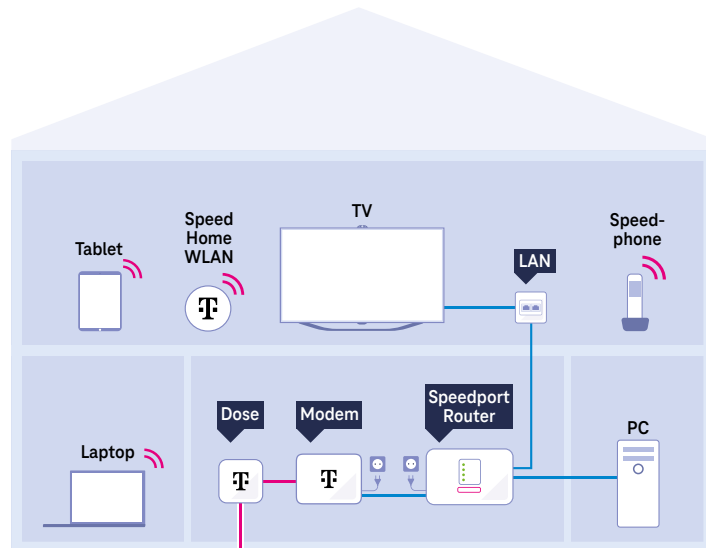 TV
Speed
Home
WLAN
Speed-
phone
Tablet
LAN
T
Speedport
Router
Dose
Modem
PC
Laptop
T
T